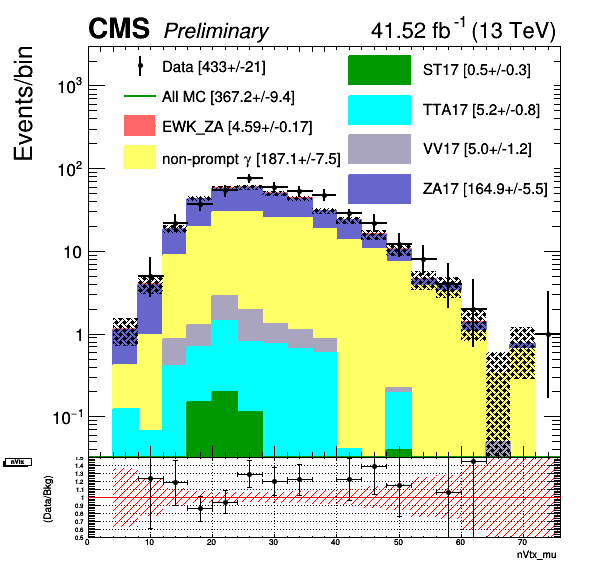 CMS Preliminary 41.52 fb⁻¹ (13 TeV)
Events/bin
Data [433+/-21]
All MC [367.2+/-9.4]
EWK_ZA [4.59+/-0.17]
non-prompt γ [187.1+/-7.5]
ST17 [0.5+/-0.3]
TTA17 [5.2+/-0.8]
VV17 [5.0+/-1.2]
ZA17 [164.9+/-5.5]
10³
10²
10
1
10⁻¹
nVtx
(Data/Bkg)
1.5
1.4
1.3
1.2
1.1
1
0.9
0.8
0.7
0.6
0.5
0 10 20 30 40 50 60 70
nVtx_mu